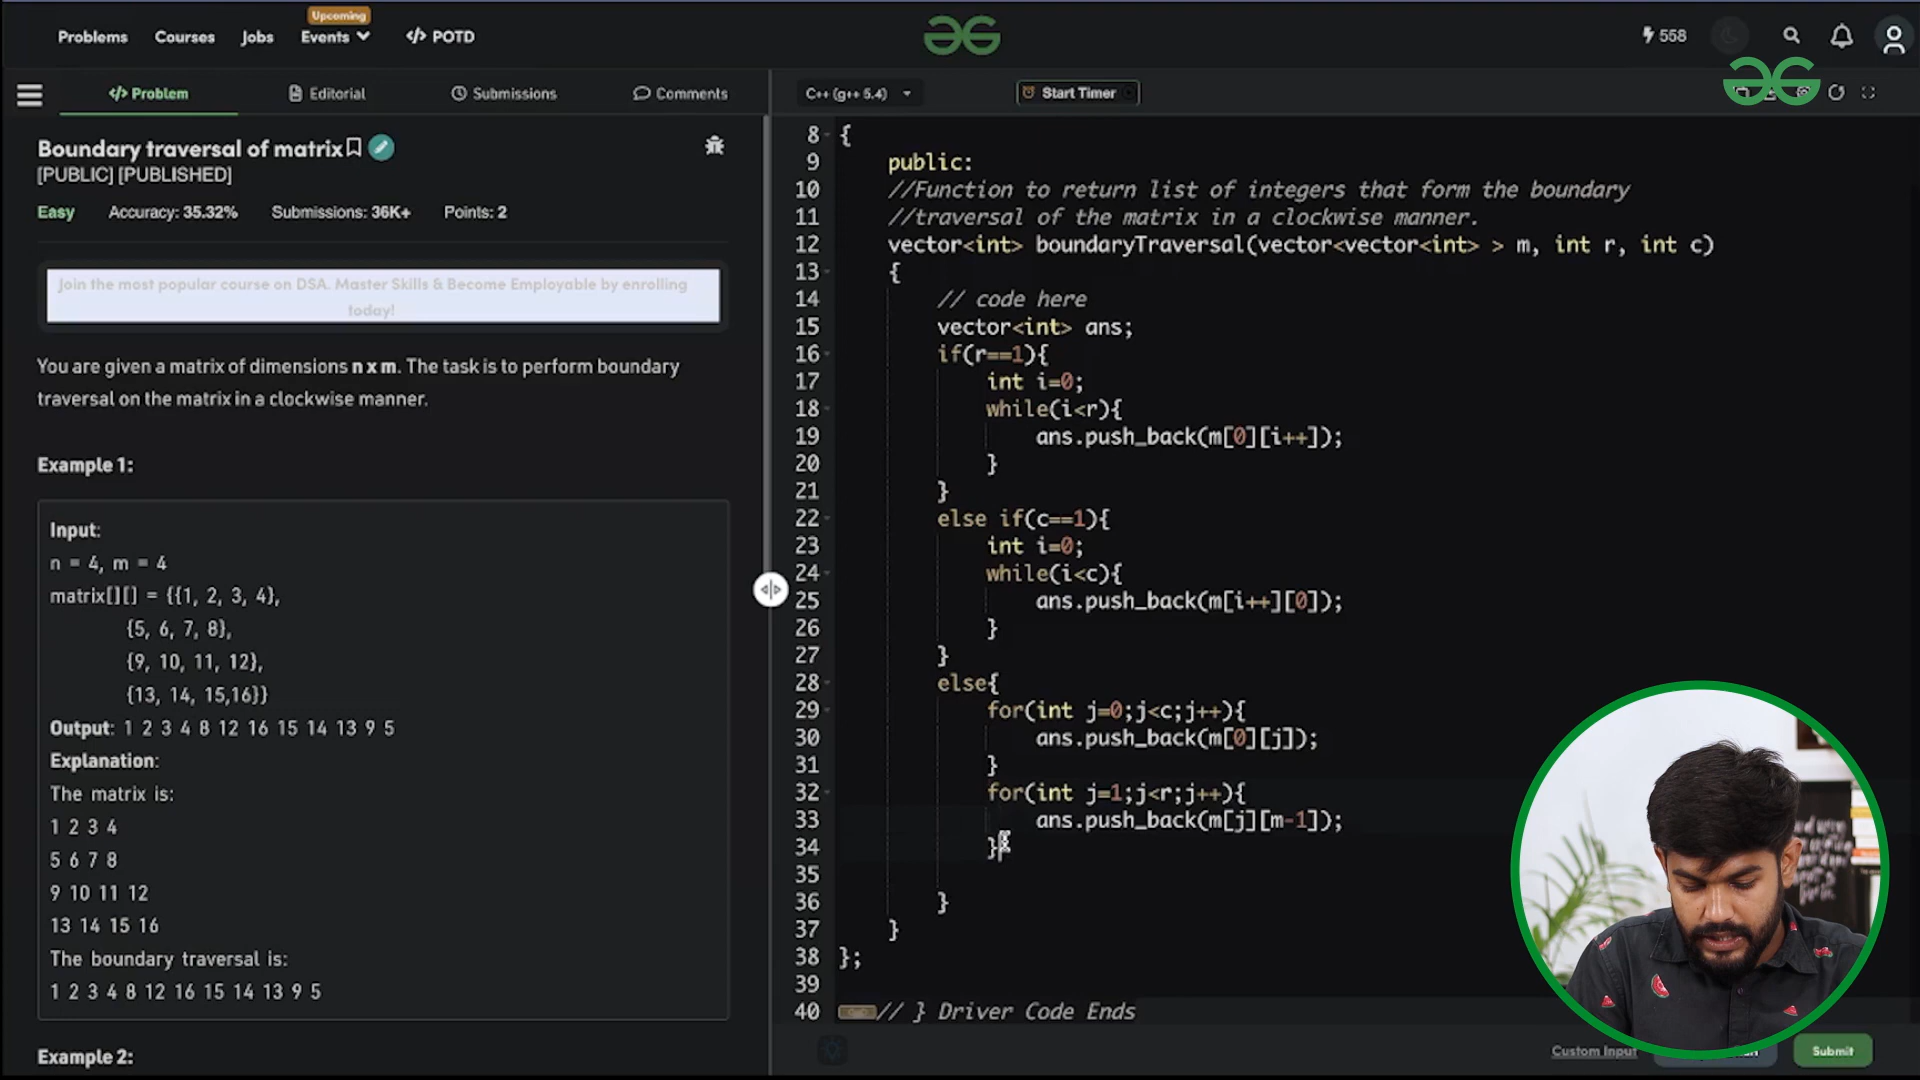 Problems Courses Jobs Upcoming Events </> POTD 558
</> Problem Editorial Submissions Comments
C++ (g++ 5.4) Start Timer
Boundary traversal of matrix
[PUBLIC] [PUBLISHED]
Easy Accuracy: 35.32% Submissions: 36K+ Points: 2
Join the most popular course on DSA. Master Skills & Become Employable by enrolling
today!
You are given a matrix of dimensions n x m. The task is to perform boundary
traversal on the matrix in a clockwise manner.
Example 1:
Input:
n = 4, m = 4
matrix[][] = {{1, 2, 3, 4},
{5, 6, 7, 8},
{9, 10, 11, 12},
{13, 14, 15,16}}
Output: 1 2 3 4 8 12 16 15 14 13 9 5
Explanation:
The matrix is:
1 2 3 4
5 6 7 8
9 10 11 12
13 14 15 16
The boundary traversal is:
1 2 3 4 8 12 16 15 14 13 9 5
Example 2:
8 {
9 public:
10 //Function to return list of integers that form the boundary
11 //traversal of the matrix in a clockwise manner.
12 vector<int> boundaryTraversal(vector<vector<int> > m, int r, int c)
13 {
14 // code here
15 vector<int> ans;
16 if(r==1){
17 int i=0;
18 while(i<r){
19 ans.push_back(m[0][i++]);
20 }
21 }
22 else if(c==1){
23 int i=0;
24 while(i<c){
25 ans.push_back(m[i++][0]);
26 }
27 }
28 else{
29 for(int j=0;j<c;j++){
30 ans.push_back(m[0][j]);
31 }
32 for(int j=1;j<r;j++){
33 ans.push_back(m[j][m-1]);
34 }
35
36 }
37 }
38 };
39
40 // } Driver Code Ends
Custom Input Submit